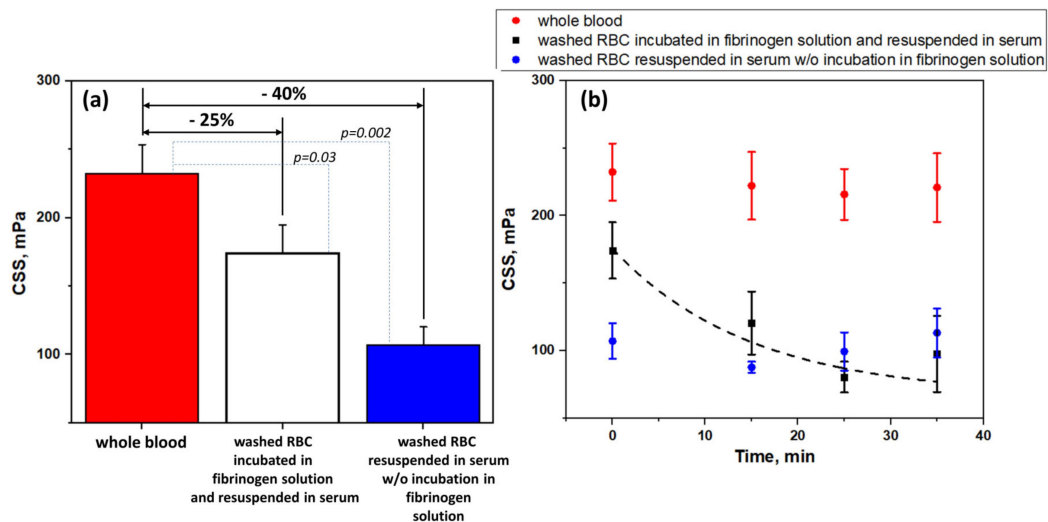 whole blood
washed RBC incubated in fibrinogen solution and resuspended in serum
washed RBC resuspended in serum w/o incubation in fibrinogen solution
(a)
300
200
100
CSS, mPa
- 40%
- 25%
p=0.002
p=0.03
whole blood
washed RBC
incubated in
fibrinogen solution
and resuspended in serum
washed RBC
resuspended in serum
w/o incubation in
fibrinogen
solution
(b)
300
200
100
CSS, mPa
0
10
20
30
40
Time, min